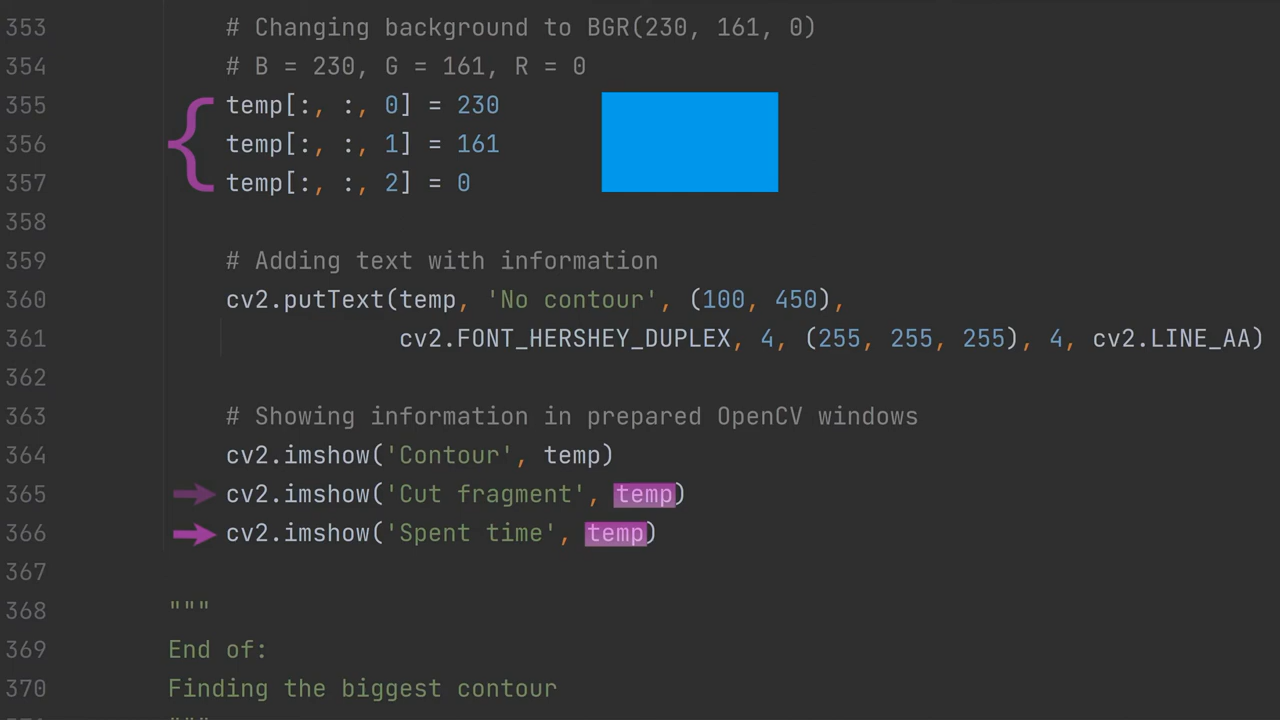 353 # Changing background to BGR(230, 161, 0)
354 # B = 230, G = 161, R = 0
355 temp[:, :, 0] = 230
356 temp[:, :, 1] = 161
357 temp[:, :, 2] = 0
358
359 # Adding text with information
360 cv2.putText(temp, 'No contour', (100, 450),
361 cv2.FONT_HERSHEY_DUPLEX, 4, (255, 255, 255), 4, cv2.LINE_AA)
362
363 # Showing information in prepared OpenCV windows
364 cv2.imshow('Contour', temp)
365 cv2.imshow('Cut fragment', temp)
366 cv2.imshow('Spent time', temp)
367
368 """
369 End of:
370 Finding the biggest contour